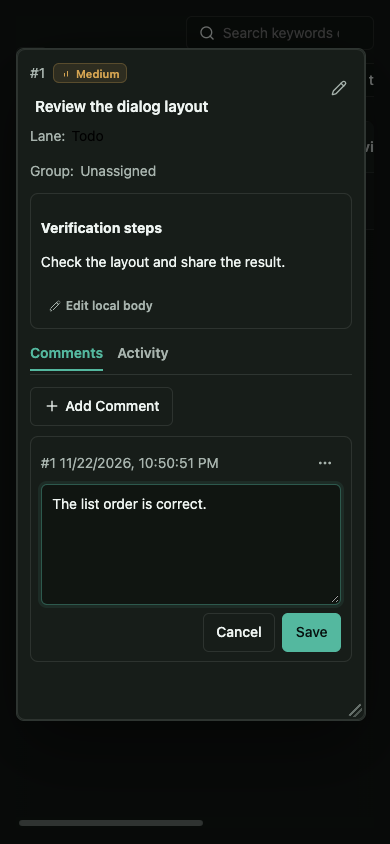 Search keywords
#1 Medium
t
Review the dialog layout
Lane: Todo
vi
Group: Unassigned
Verification steps
Check the layout and share the result.
Edit local body
Comments Activity
+ Add Comment
#1 11/22/2026, 10:50:51 PM ...
The list order is correct.
Cancel Save